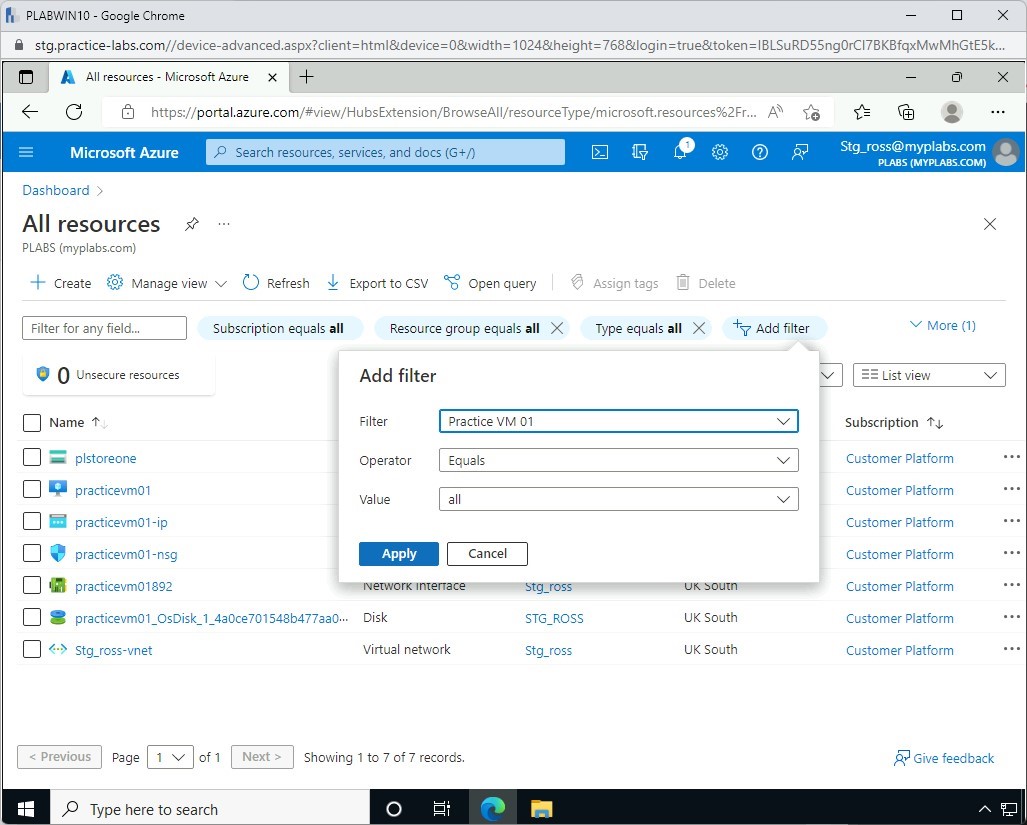 PLABWIN10 - Google Chrome
stg.practice-labs.com//device-advanced.aspx?client=html&device=0&width=1024&height=768&login=true&token=IBLSuRD55ng0rCI7BKBfqxMwMhGtE5k...
All resources - Microsoft Azure
https://portal.azure.com/#view/HubsExtension/BrowseAll/resourceType/microsoft.resources%2Fr...
Microsoft Azure
Search resources, services, and docs (G+/)
1
Stg_ross@myplabs.com
PLABS (MYPLABS.COM)
Dashboard >
All resources
...
PLABS (myplabs.com)
Create Manage view Refresh Export to CSV Open query Assign tags Delete
Filter for any field... Subscription equals all Resource group equals all Type equals all Add filter More (1)
0 Unsecure resources
List view
Add filter
Filter Practice VM 01
Operator Equals
Value all
Apply Cancel
Name Subscription
plstoreone Customer Platform
practicevm01 Customer Platform
practicevm01-ip Customer Platform
practicevm01-nsg Customer Platform
practicevm01892 Network interface Stg_ross UK South Customer Platform
practicevm01_OsDisk_1_4a0ce701548b477aa0... Disk STG_ROSS UK South Customer Platform
Stg_ross-vnet Virtual network Stg_ross UK South Customer Platform
< Previous Page 1 of 1 Next > Showing 1 to 7 of 7 records. Give feedback
Type here to search